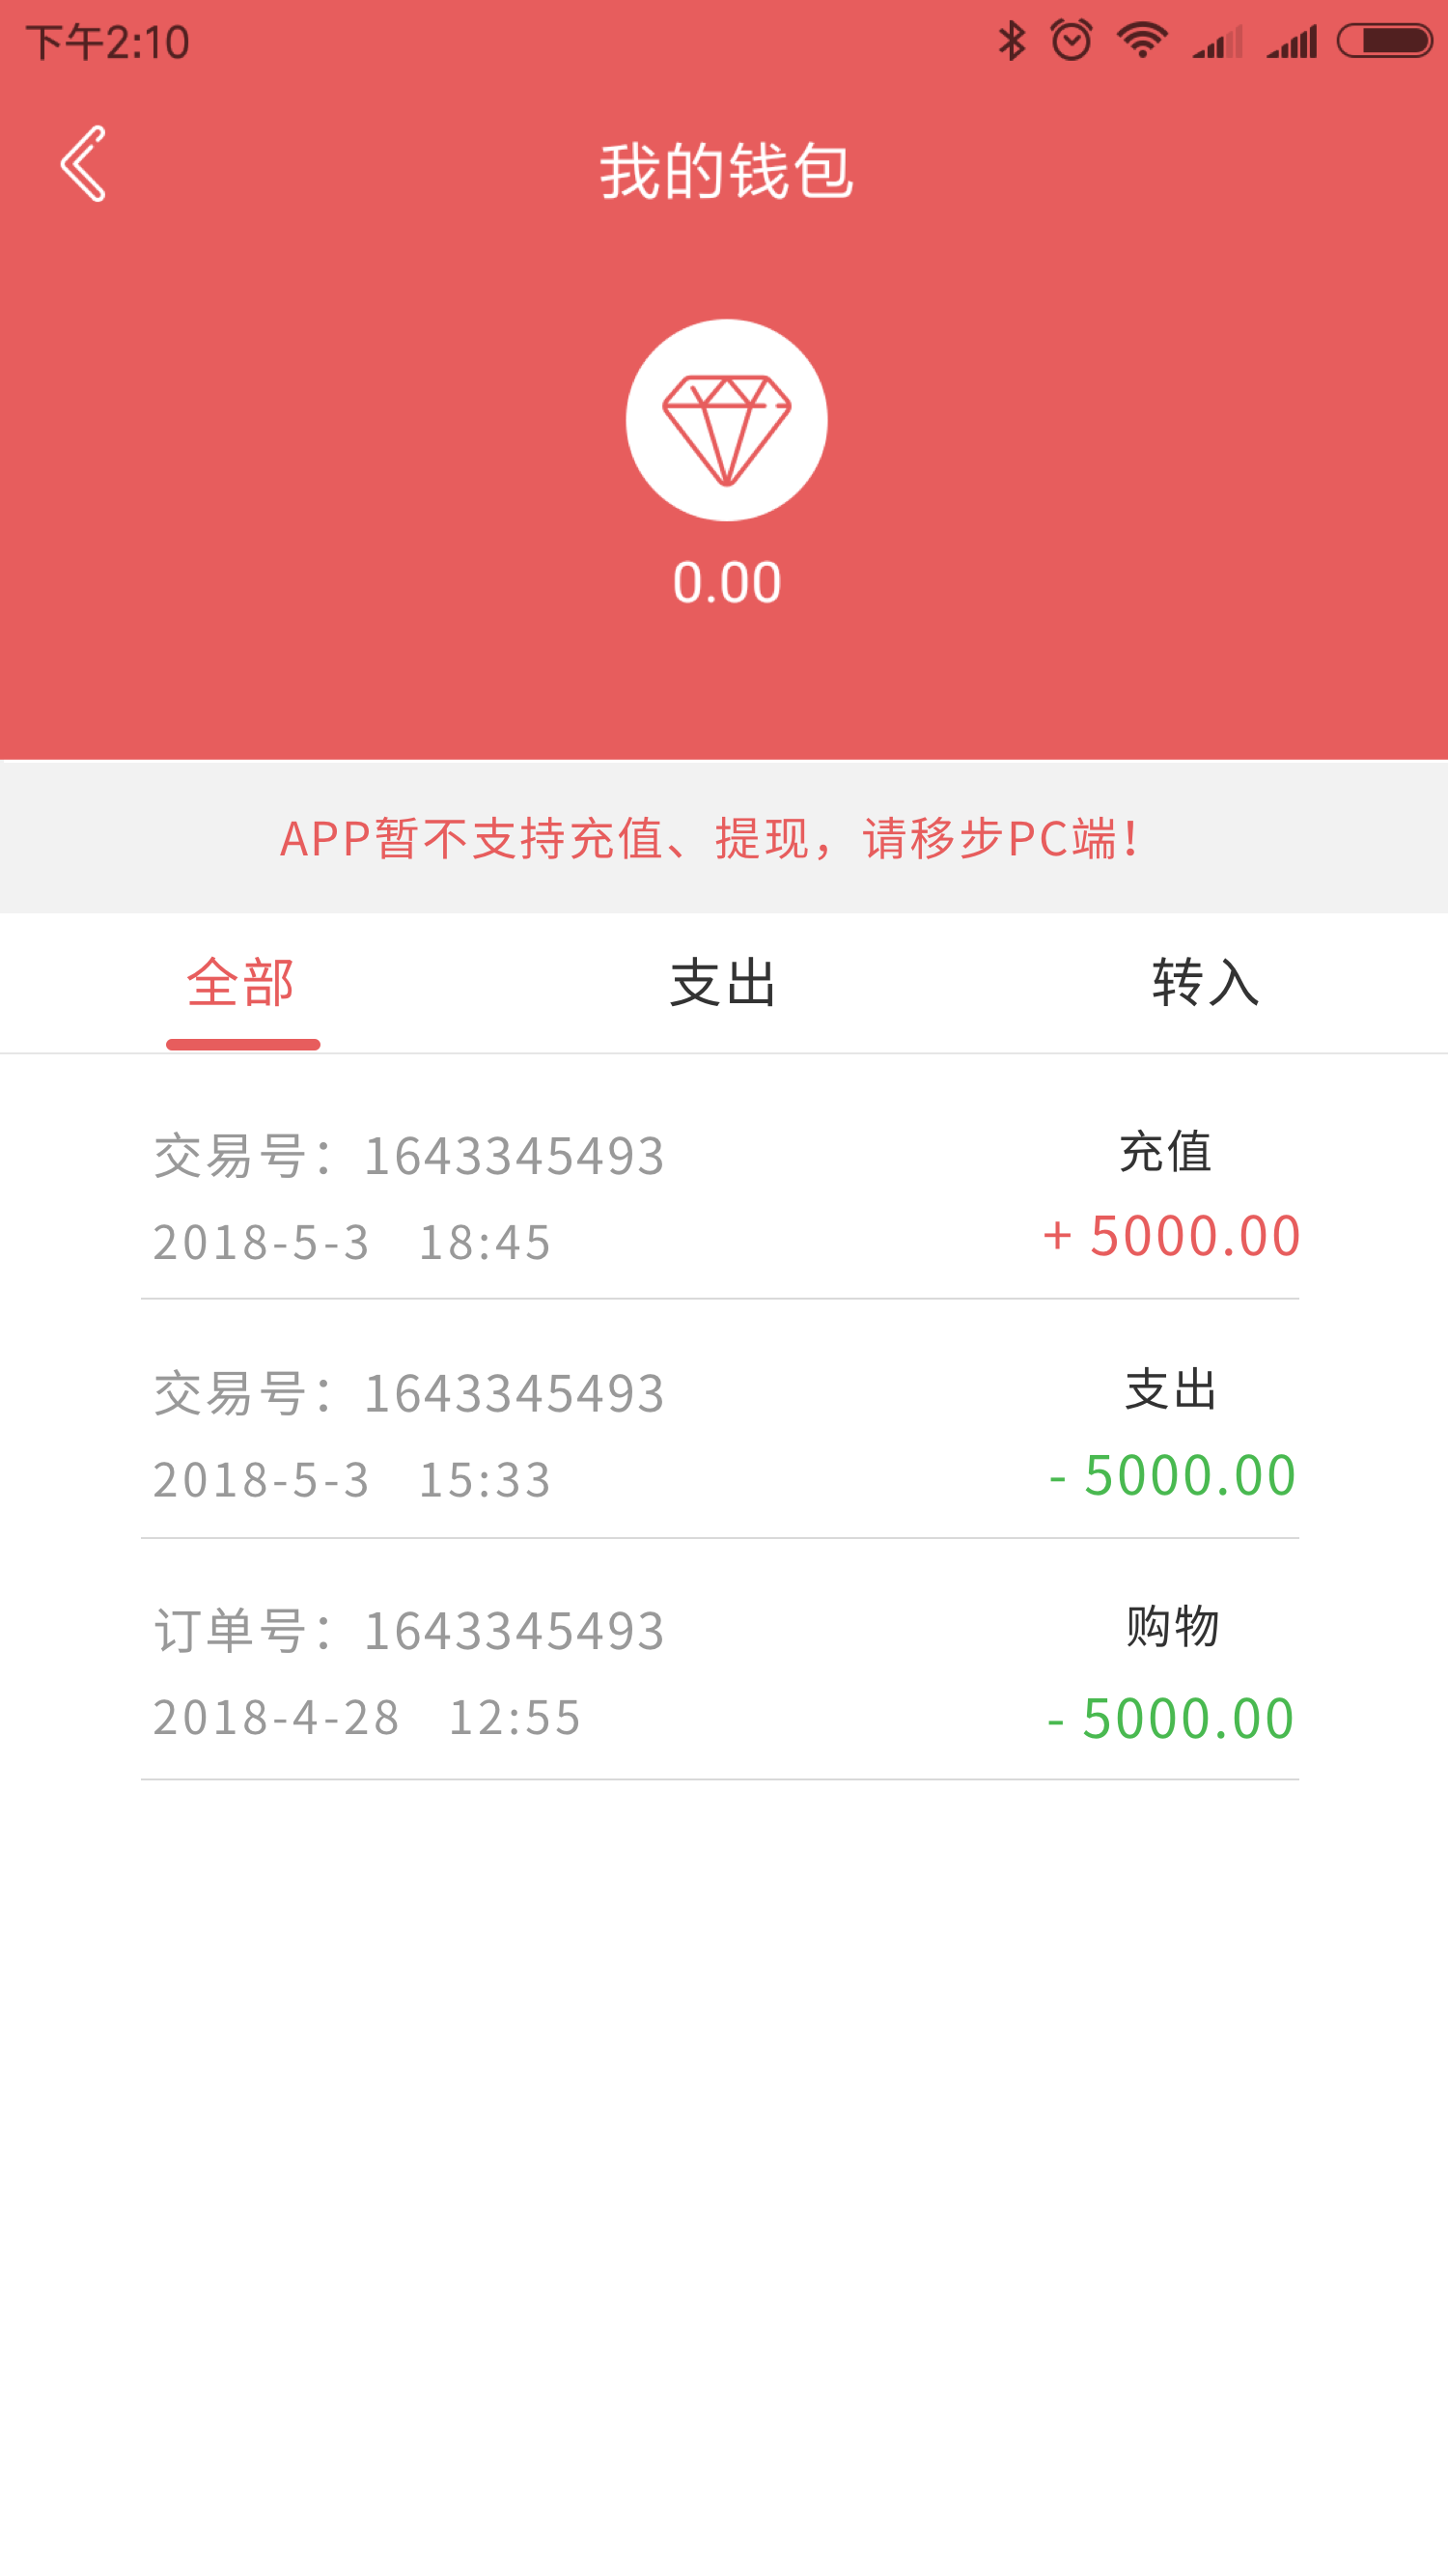 下午2:10
我的钱包
0.00
APP暂不支持充值、提现，请移步PC端！
全部 支出 转入
交易号：1643345493 充值
2018-5-3 18:45 + 5000.00
交易号：1643345493 支出
2018-5-3 15:33 - 5000.00
订单号：1643345493 购物
2018-4-28 12:55 - 5000.00